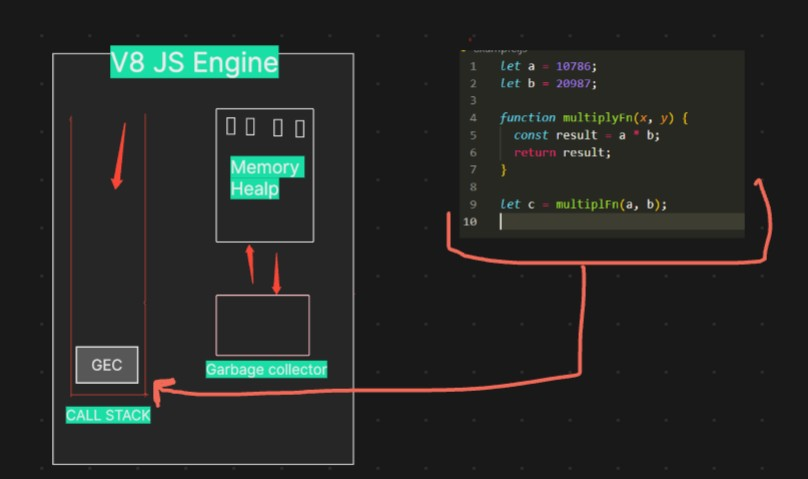 V8 JS Engine
Memory
Healp
GEC
CALL STACK
Garbage collector
1 let a = 10786;
2 let b = 20987;
3
4 function multiplyFn(x, y) {
5 const result = a * b;
6 return result;
7 }
8
9 let c = multiplFn(a, b);
10